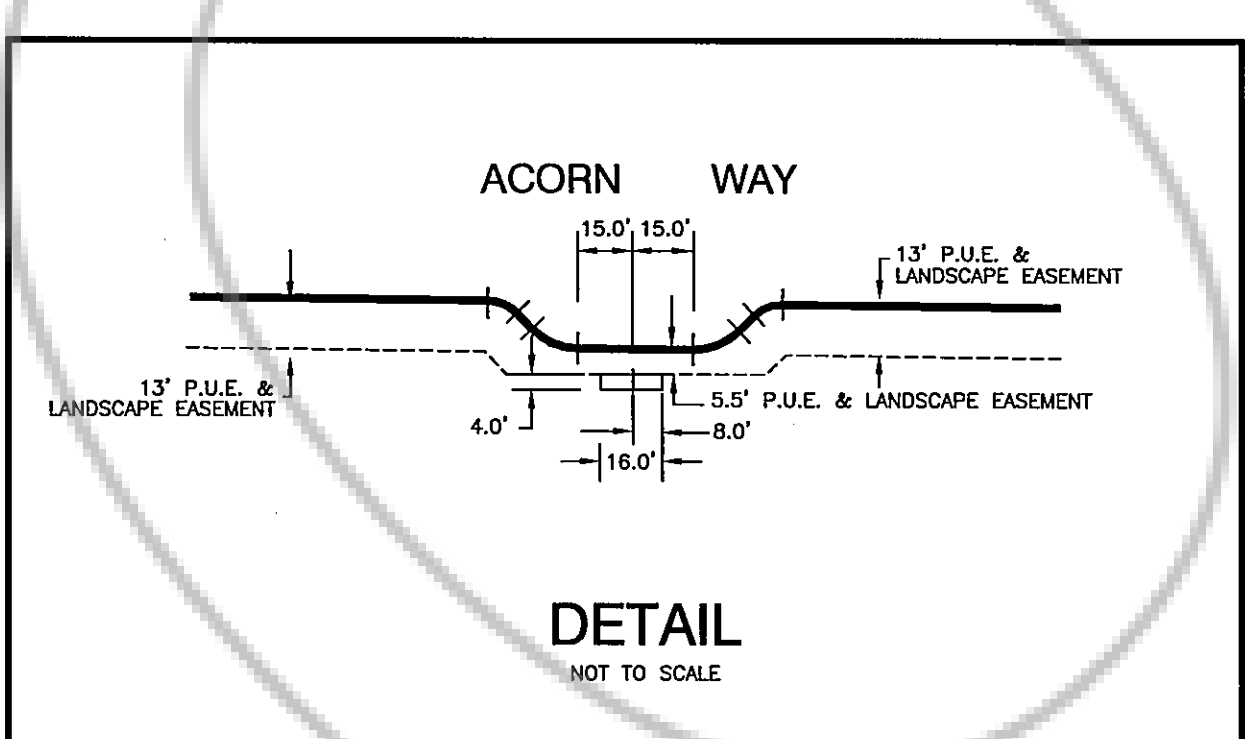 ACORN WAY
15.0' 15.0'
13' P.U.E. &
LANDSCAPE EASEMENT
13' P.U.E. &
LANDSCAPE EASEMENT
5.5' P.U.E. & LANDSCAPE EASEMENT
4.0'
8.0'
16.0'
DETAIL
NOT TO SCALE